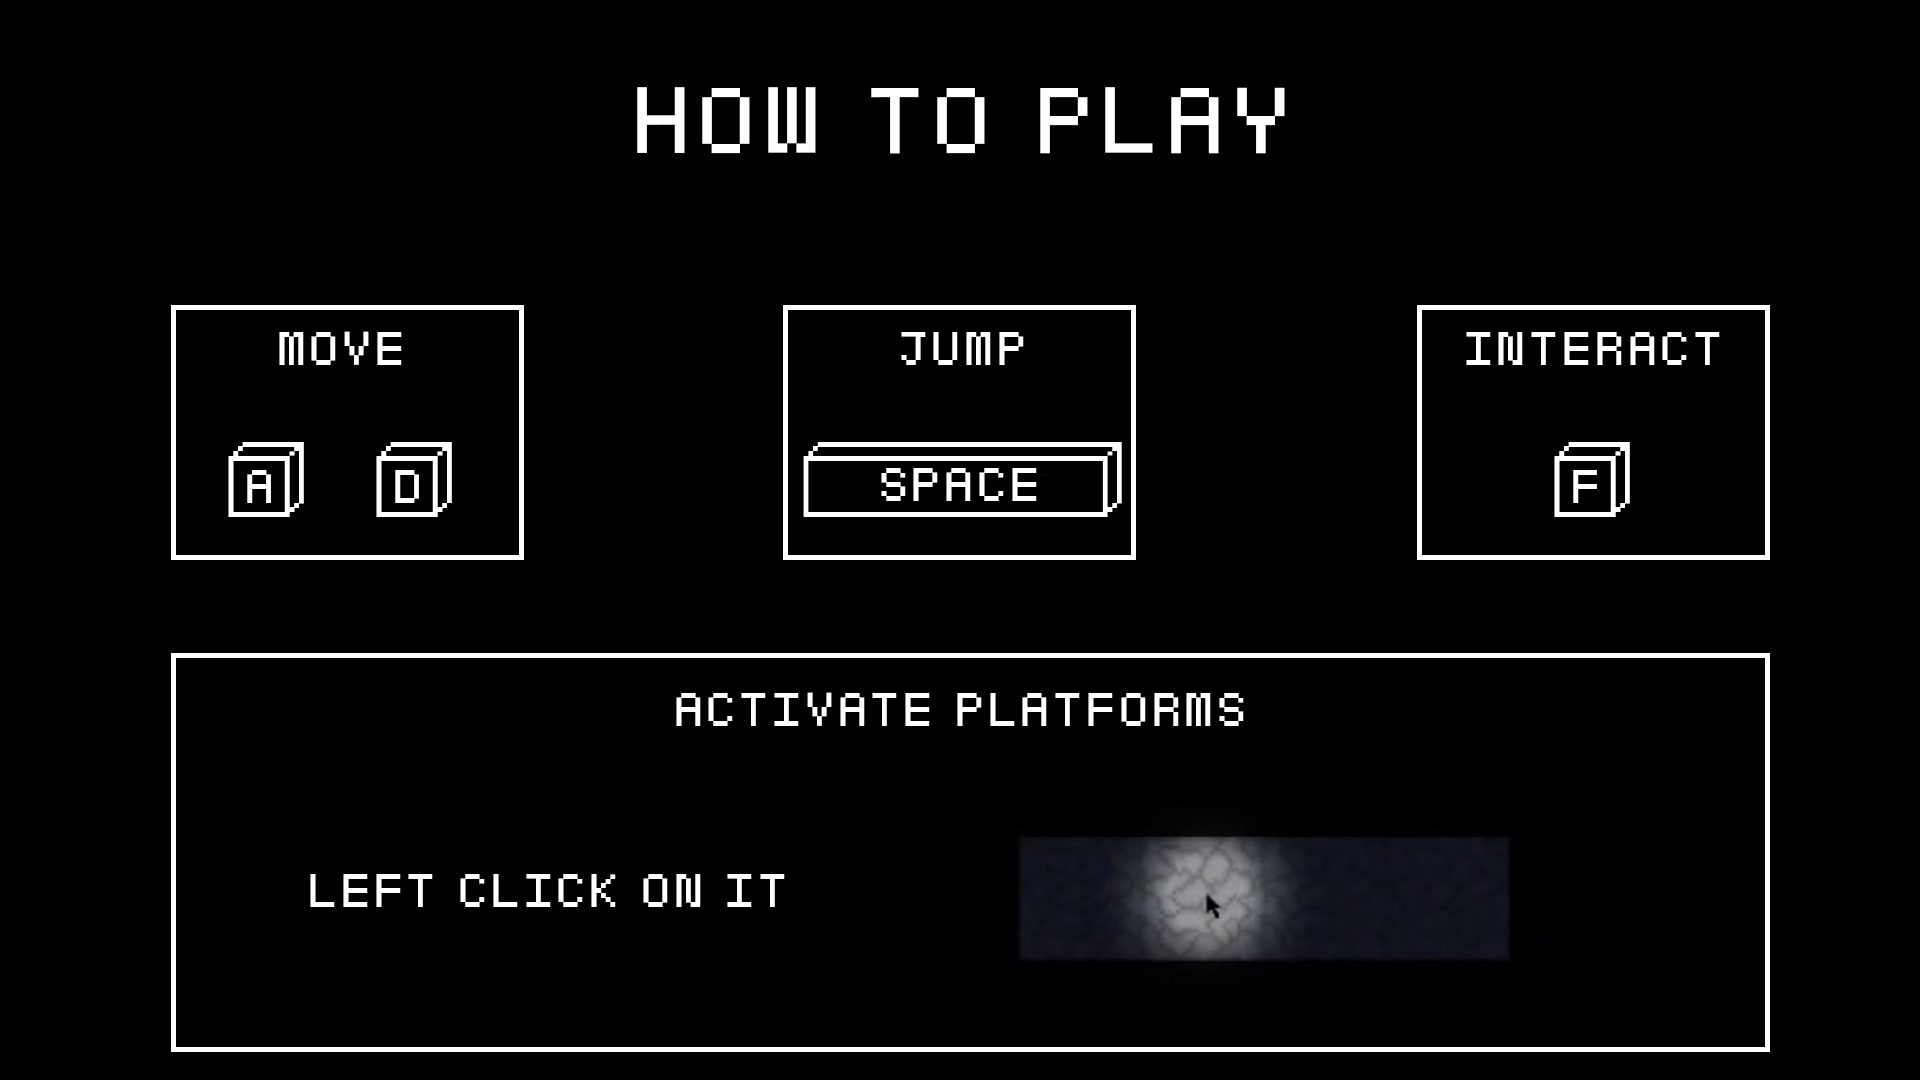 HOW TO PLAY
MOVE
A D
JUMP
SPACE
INTERACT
F
ACTIVATE PLATFORMS
LEFT CLICK ON IT